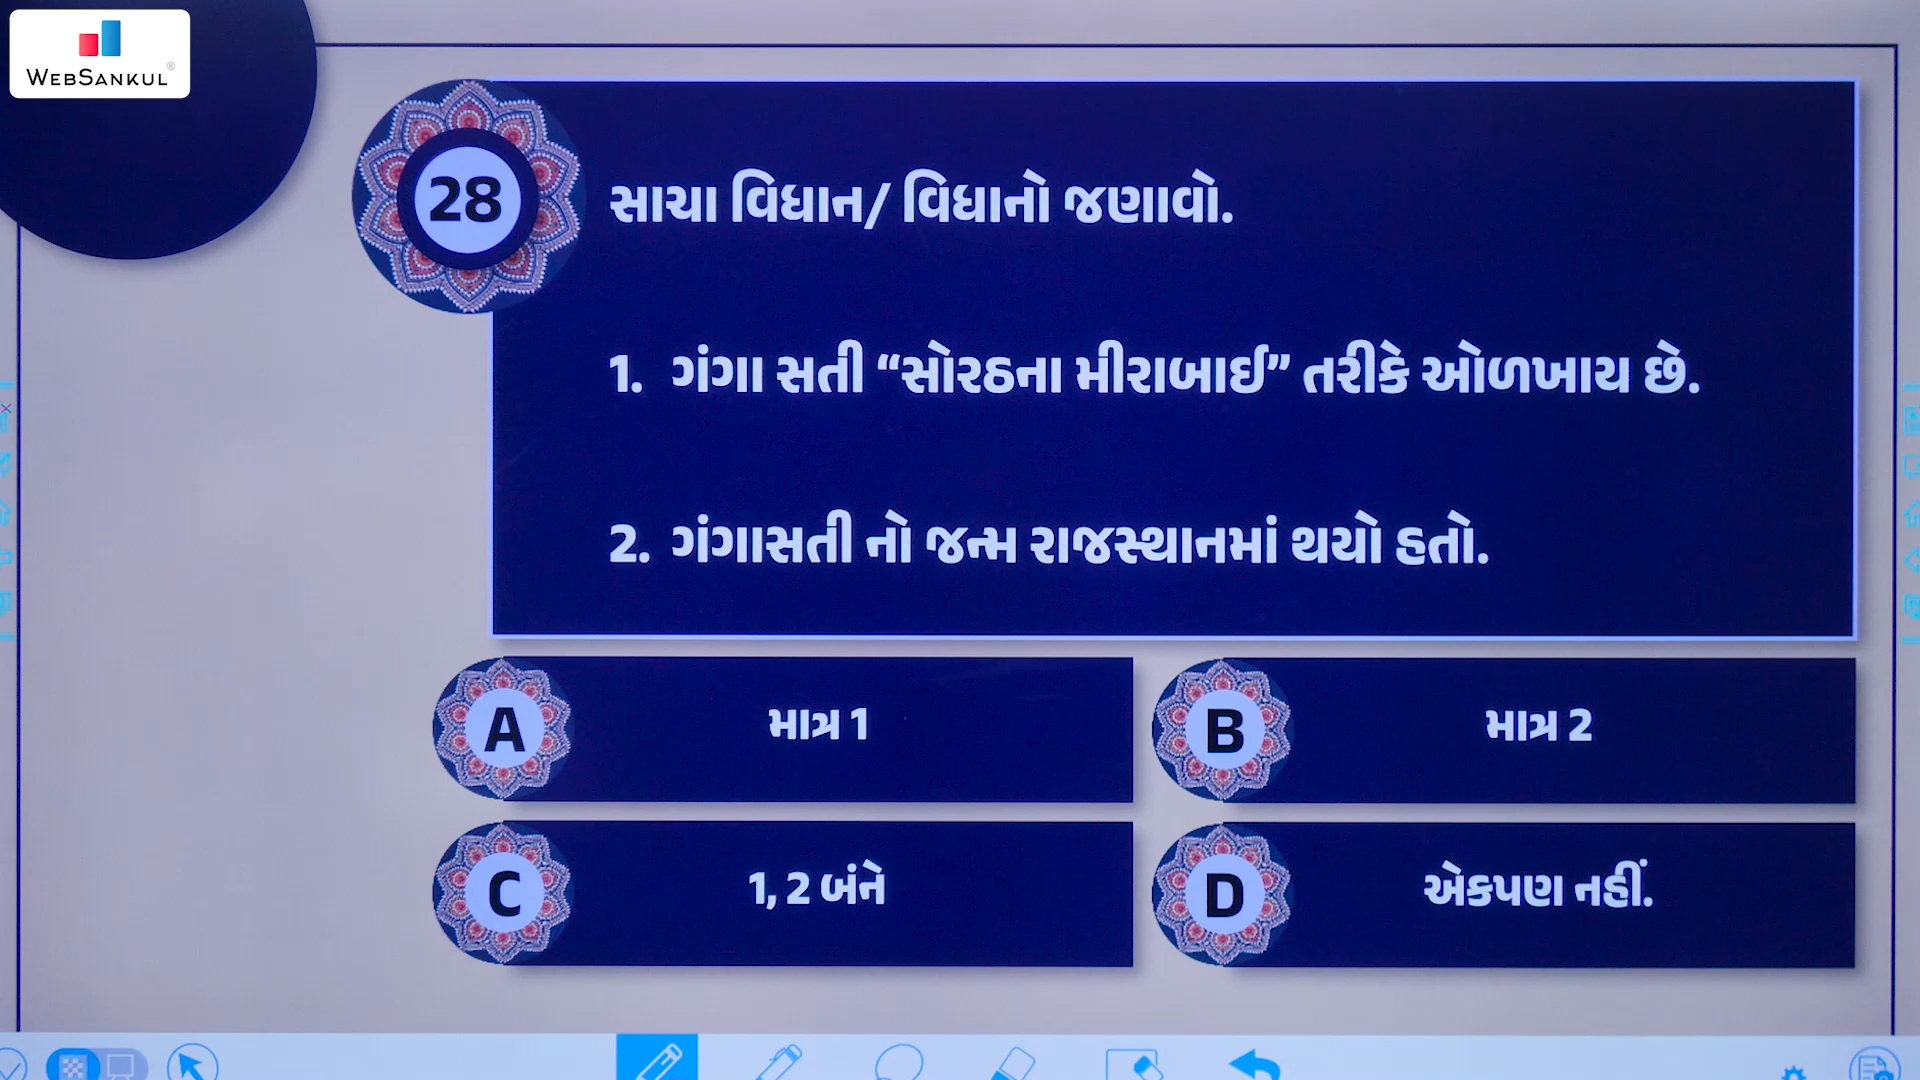 WEBSANKUL®
28
સાચા વિધાન/ વિધાનો જણાવો.
1. ગંગા સતી “સોરઠના મીરાબાઈ” તરીકે ઓળખાય છે.
2. ગંગાસતી નો જન્મ રાજસ્થાનમાં થયો હતો.
A માત્ર 1
B માત્ર 2
C 1, 2 બંને
D એકપણ નહીં.